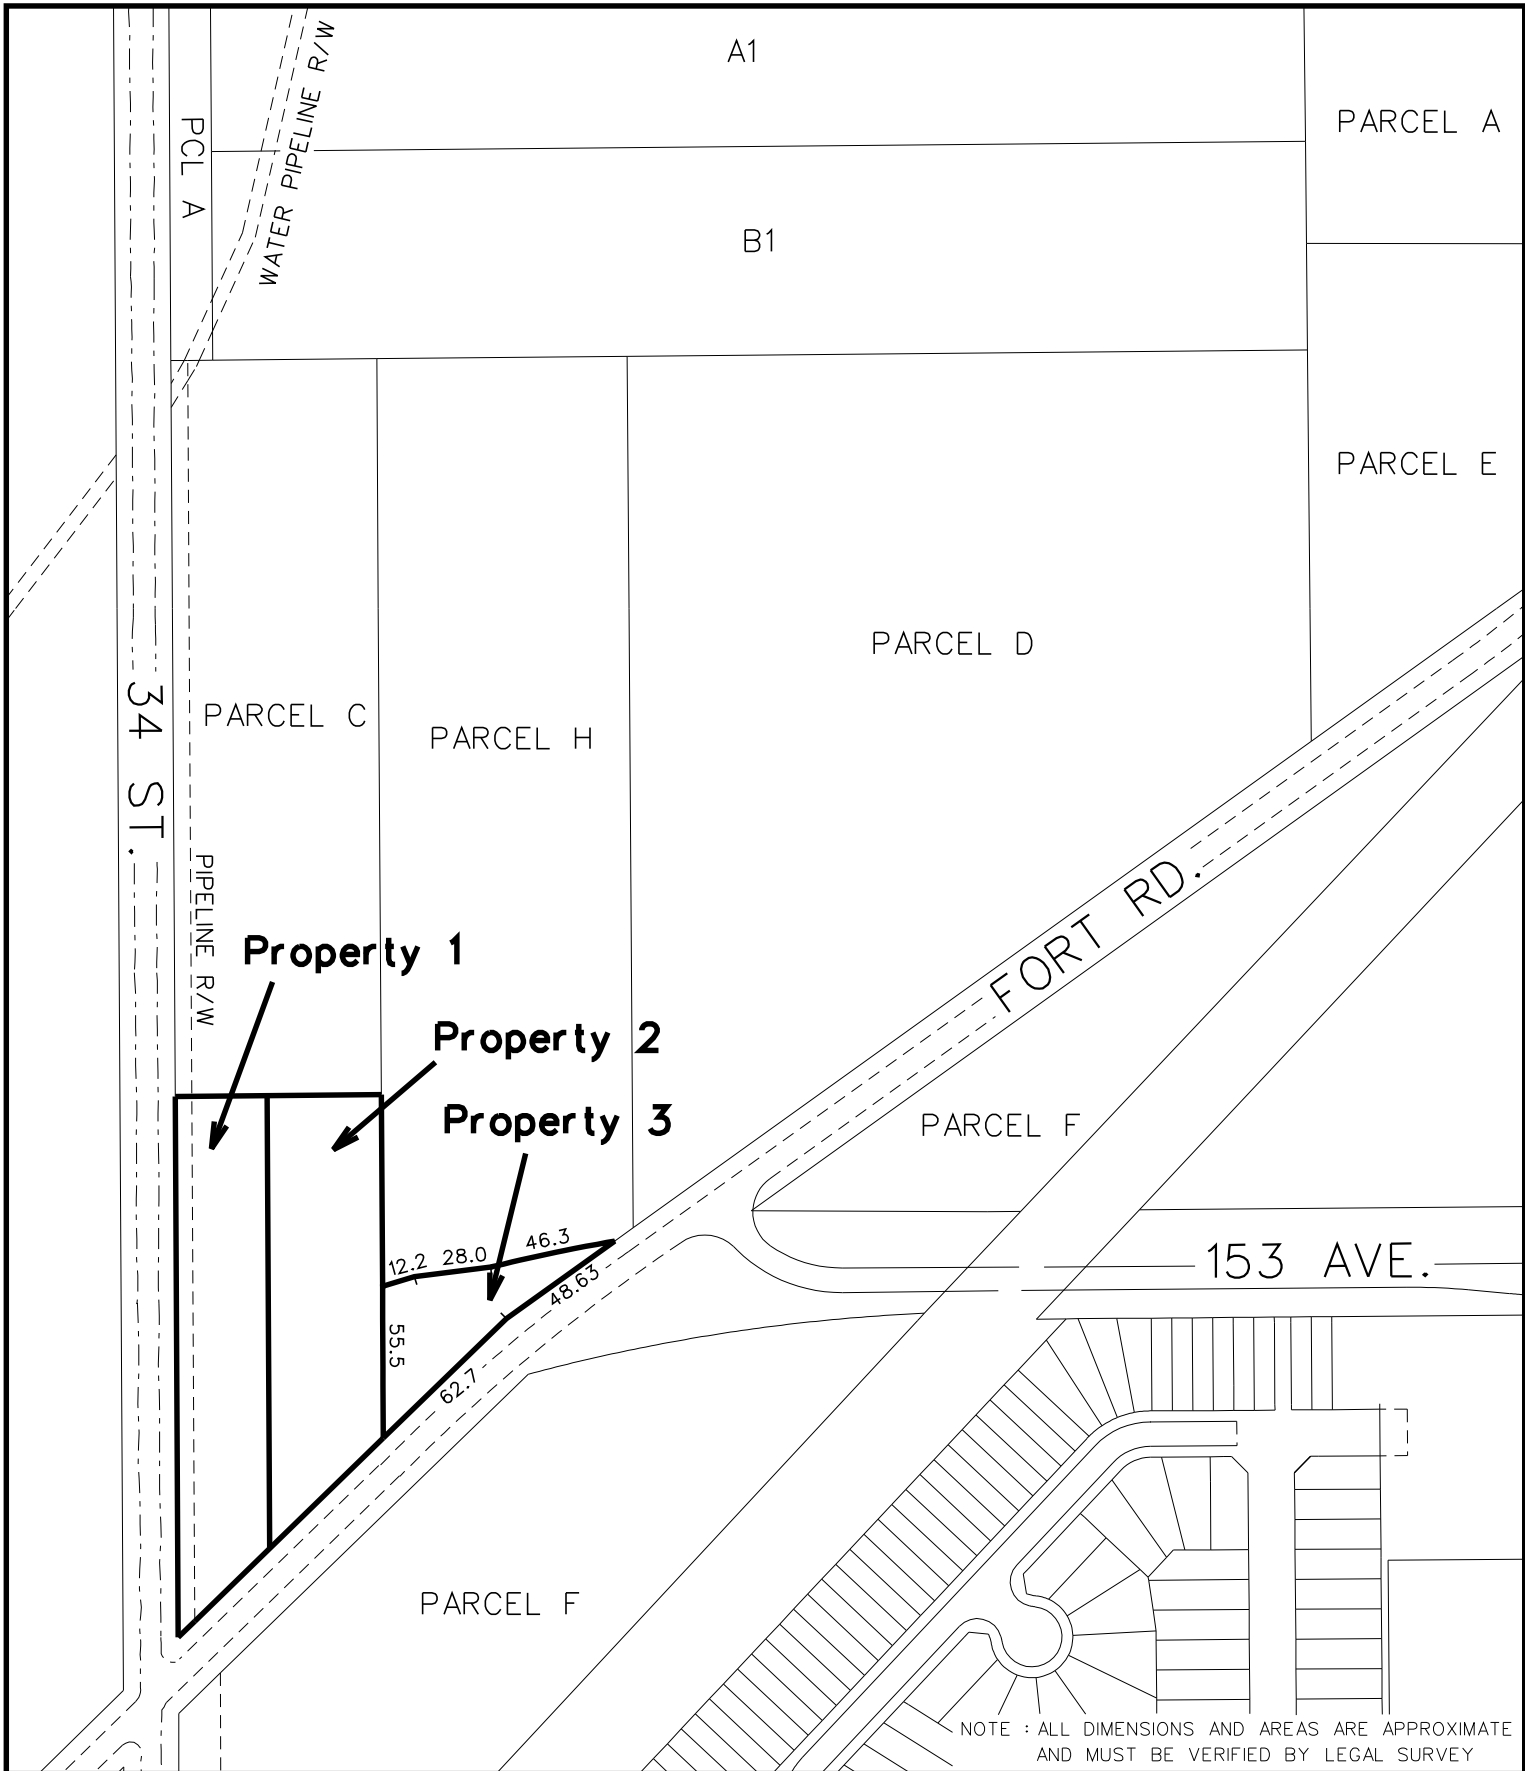 A1
PARCEL A
PCL A
WATER PIPELINE R/W
B1
PARCEL E
PARCEL D
34 ST.
PARCEL C
PARCEL H
PIPELINE R/W
FORT RD.
Property 1
Property 2
Property 3
PARCEL F
12.2
28.0
46.3
48.63
55.5
62.7
153 AVE.
PARCEL F
NOTE : ALL DIMENSIONS AND AREAS ARE APPROXIMATE
AND MUST BE VERIFIED BY LEGAL SURVEY